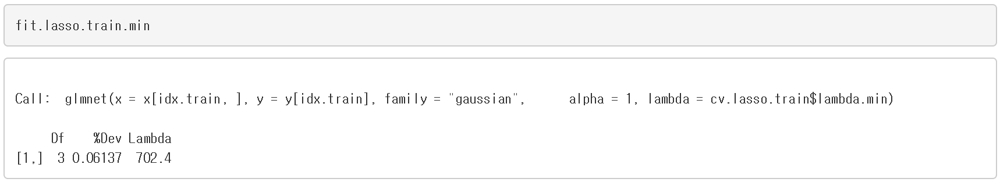 fit.lasso.train.min
Call:  glmnet(x = x[idx.train, ], y = y[idx.train], family = "gaussian",      alpha = 1, lambda = cv.lasso.train$lambda.min)
     Df    %Dev Lambda
[1,]  3 0.06137  702.4